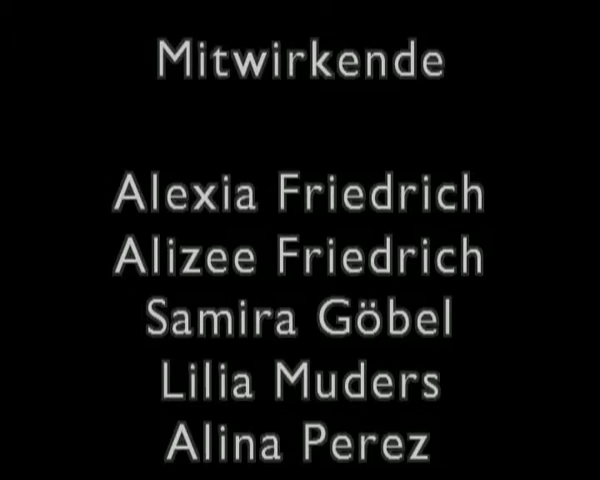 Mitwirkende
Alexia Friedrich
Alizee Friedrich
Samira Göbel
Lilia Muders
Alina Perez